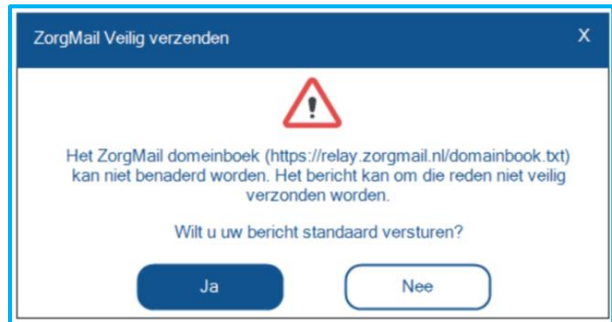 ZorgMail Veilig verzenden X
Het ZorgMail domeinboek (https://relay.zorgmail.nl/domainbook.txt)
kan niet benaderd worden. Het bericht kan om die reden niet veilig
verzonden worden.
Wilt u uw bericht standaard versturen?
Ja Nee